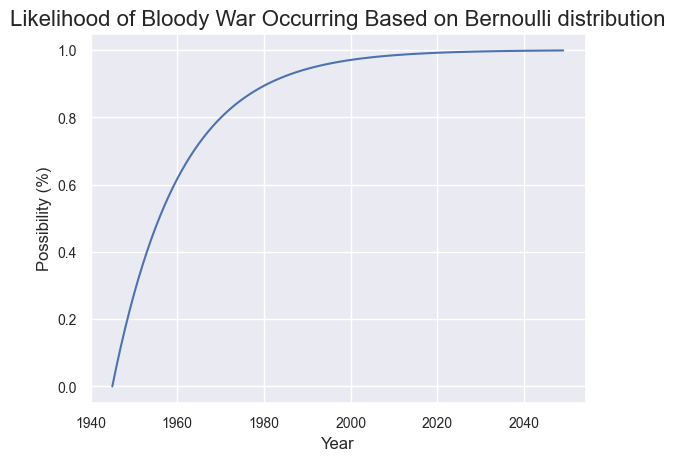 Likelihood of Bloody War Occurring Based on Bernoulli distribution
1.0
0.8
0.6
0.4
0.2
0.0
Possibility (%)
1940 1960 1980 2000 2020 2040
Year